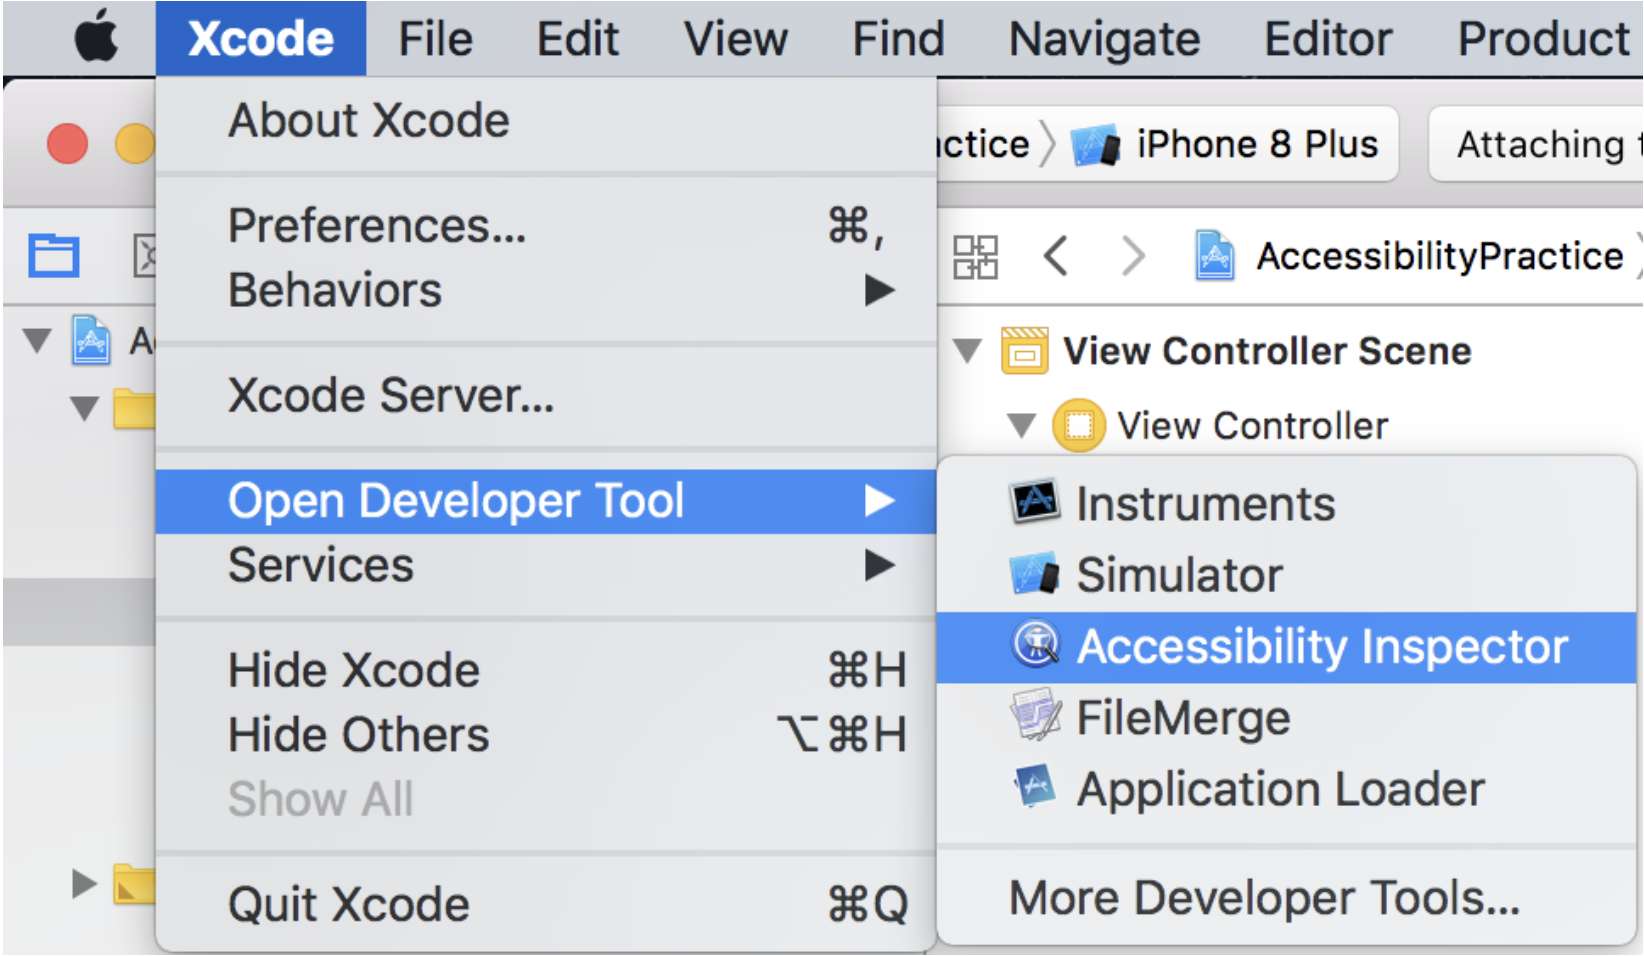 Xcode File Edit View Find Navigate Editor Product
About Xcode
Preferences... ⌘,
Behaviors
Xcode Server...
Open Developer Tool
Services
Hide Xcode ⌘H
Hide Others ⌥⌘H
Show All
Quit Xcode ⌘Q
iPhone 8 Plus
Attaching
AccessibilityPractice
View Controller Scene
View Controller
Instruments
Simulator
Accessibility Inspector
FileMerge
Application Loader
More Developer Tools...